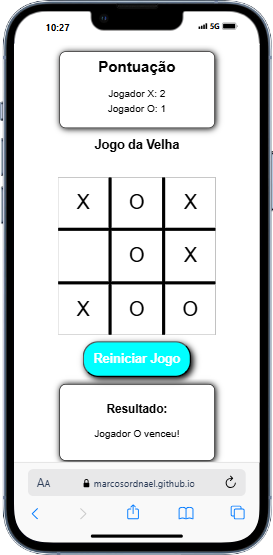 10:27
5G
Pontuação
Jogador X: 2
Jogador O: 1
Jogo da Velha
X O X
O X
X O O
Reiniciar Jogo
Resultado:
Jogador O venceu!
AA
marcosordnael.github.io